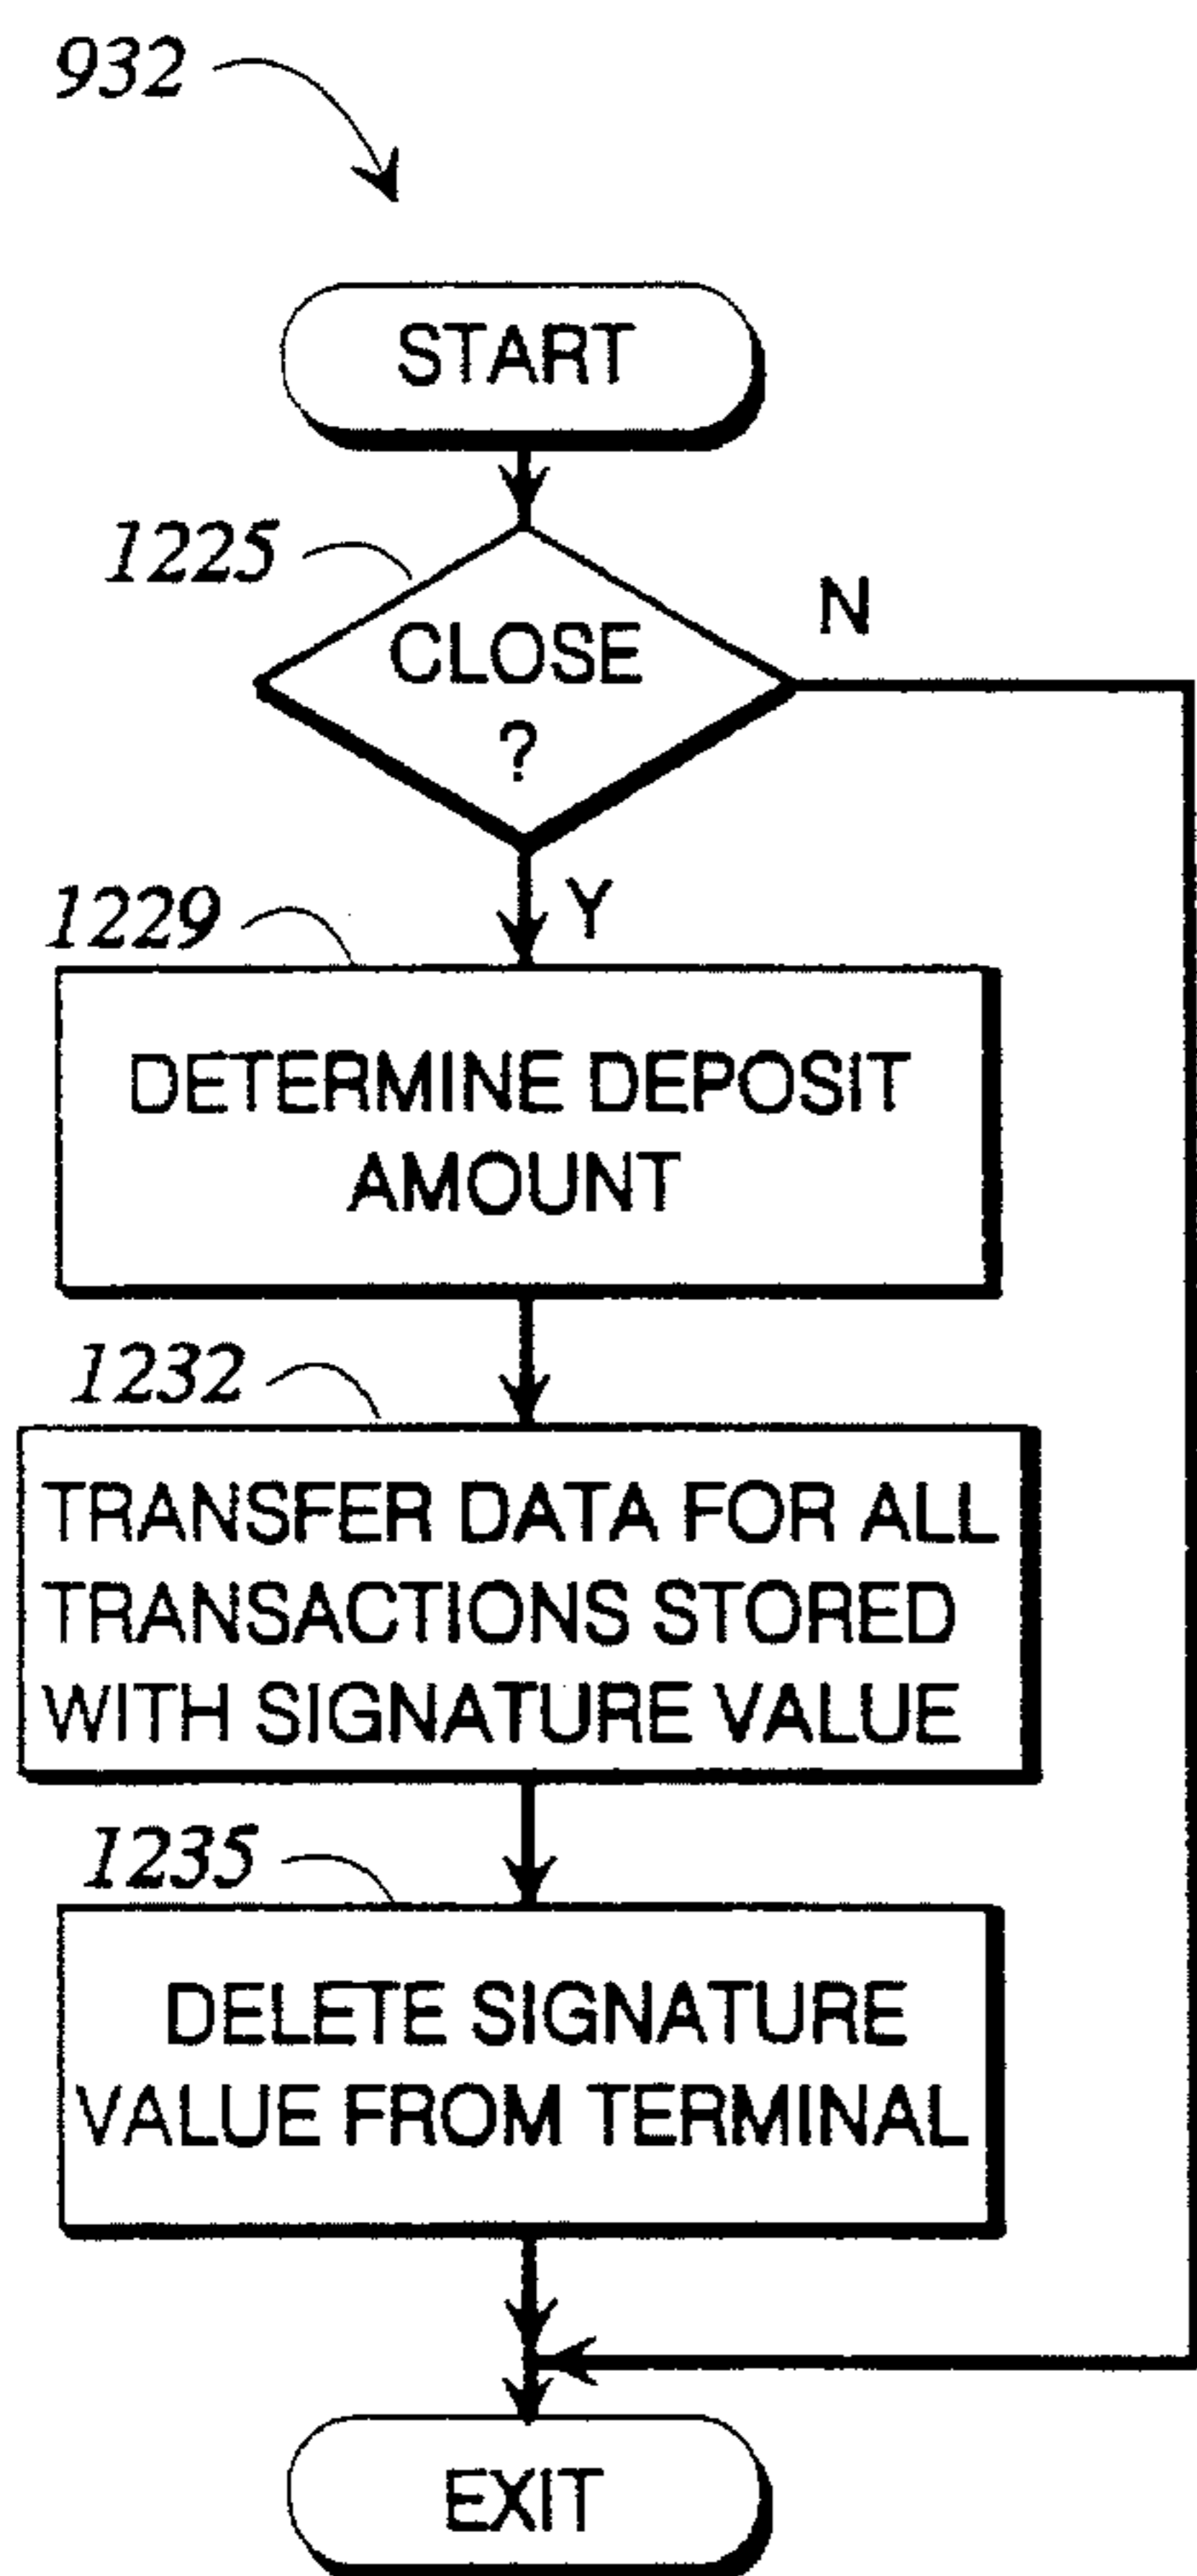 932
START
1225
CLOSE
?
N
Y
1229
DETERMINE DEPOSIT
AMOUNT
1232
TRANSFER DATA FOR ALL
TRANSACTIONS STORED
WITH SIGNATURE VALUE
1235
DELETE SIGNATURE
VALUE FROM TERMINAL
EXIT